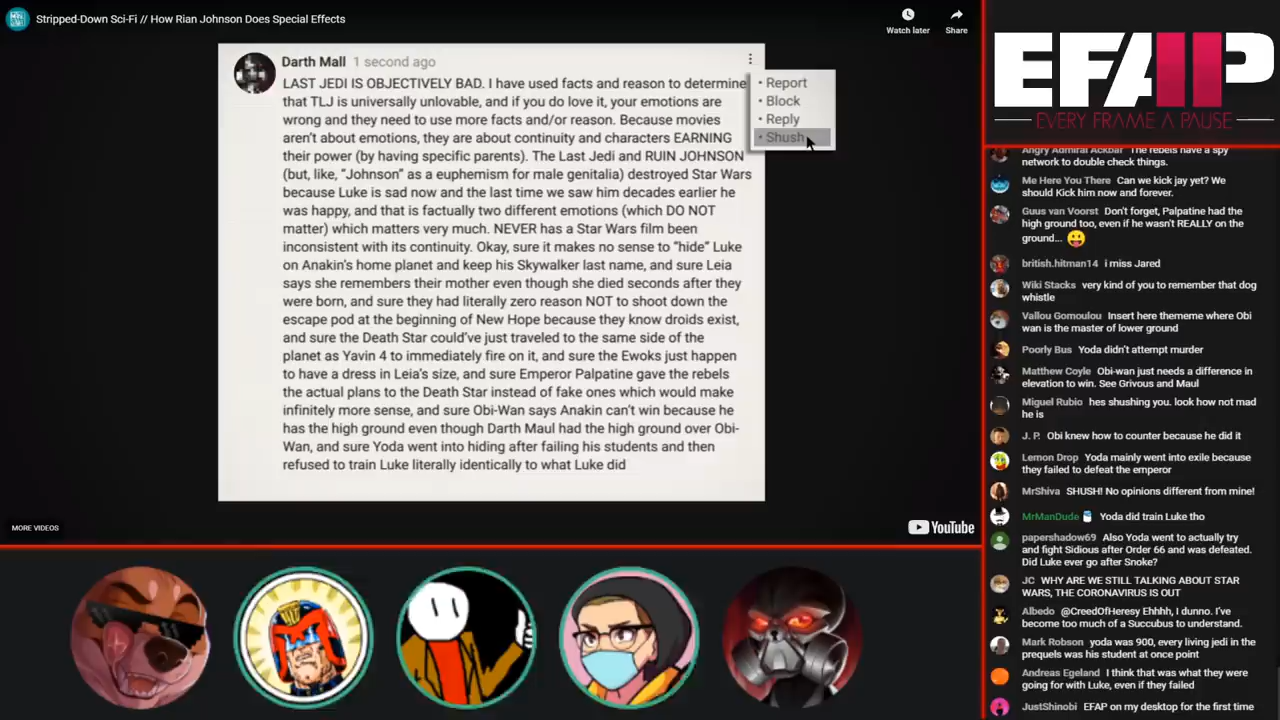 Stripped-Down Sci-Fi // How Rian Johnson Does Special Effects
Watch later
Share
Darth Mall 1 second ago
LAST JEDI IS OBJECTIVELY BAD. I have used facts and reason to determine
that TLJ is universally unlovable, and if you do love it, your emotions are
wrong and they need to use more facts and/or reason. Because movies
aren't about emotions, they are about continuity and characters EARNING
their power (by having specific parents). The Last Jedi and RUIN JOHNSON
(but, like, "Johnson" as a euphemism for male genitalia) destroyed Star Wars
because Luke is sad now and the last time we saw him decades earlier he
was happy, and that is factually two different emotions (which DO NOT
matter) which matters very much. NEVER has a Star Wars film been
inconsistent with its continuity. Okay, sure it makes no sense to "hide" Luke
on Anakin's home planet and keep his Skywalker last name, and sure Leia
says she remembers their mother even though she died seconds after they
were born, and sure they had literally zero reason NOT to shoot down the
escape pod at the beginning of New Hope because they know droids exist,
and sure the Death Star could've just traveled to the same side of the
planet as Yavin 4 to immediately fire on it, and sure the Ewoks just happen
to have a dress in Leia's size, and sure Emperor Palpatine gave the rebels
the actual plans to the Death Star instead of fake ones which would make
infinitely more sense, and sure Obi-Wan says Anakin can't win because he
has the high ground even though Darth Maul had the high ground over Obi-
Wan, and sure Yoda went into hiding after failing his students and then
refused to train Luke literally identically to what Luke did
• Report
• Block
• Reply
• Shush
MORE VIDEOS
YouTube
EFAP
EVERY FRAME A PAUSE
Angry Admiral Ackbar The rebels have a spy
network to double check things.
Me Here You There Can we kick jay yet? We
should Kick him now and forever.
Guus van Voorst Don't forget, Palpatine had the
high ground too, even if he wasn't REALLY on the
ground... 😛
british.hitman14 i miss Jared
Wiki Stacks very kind of you to remember that dog
whistle
Vallou Gomoulou Insert here thememe where Obi
wan is the master of lower ground
Poorly Bus Yoda didn't attempt murder
Matthew Coyle Obi-wan just needs a difference in
elevation to win. See Grivous and Maul
Miguel Rubio hes shushing you. look how not mad
he is
J. P. Obi knew how to counter because he did it
Lemon Drop Yoda mainly went into exile because
they failed to defeat the emperor
MrShiva SHUSH! No opinions different from mine!
MrManDude Yoda did train Luke tho
papershadow69 Also Yoda went to actually try
and fight Sidious after Order 66 and was defeated.
Did Luke ever go after Snoke?
JC WHY ARE WE STILL TALKING ABOUT STAR
WARS, THE CORONAVIRUS IS OUT
Albedo @CreedOfHeresy Ehhhh, I dunno. I've
become too much of a Succubus to understand.
Mark Robson yoda was 900, every living jedi in the
prequels was his student at once point
Andreas Egeland I think that was what they were
going for with Luke, even if they failed
JustShinobi EFAP on my desktop for the first time